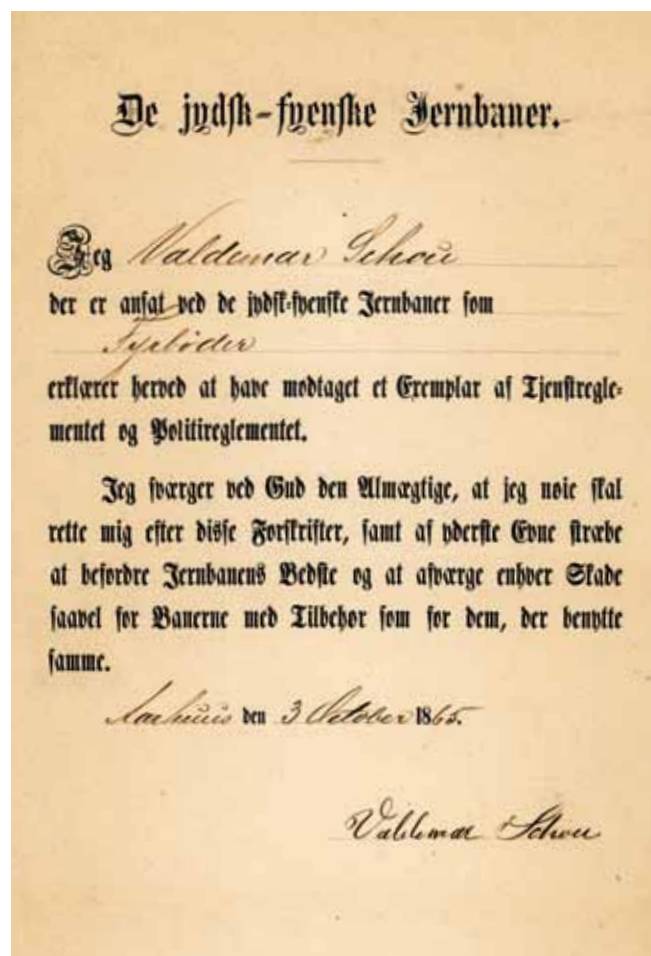 De jydsk-fyenske Jernbaner.
Jeg Valdemar Schou
der er ansat ved de jydsk-fyenske Jernbaner som
Fyrbøder
erklærer herved at have modtaget et Exemplar af Tjenstregle-
mentet og Politireglementet.
Jeg sværger ved Gud den Almægtige, at jeg nøie skal
rette mig efter disse Forskrifter, samt af yderste Evne stræbe
at befordre Jernbanens Bedste og at afværge enhver Skade
saavel for Banerne med Tilbehør som for dem, der benytte
samme.
Aarhuus den 3 October 1865.
Valdemar Schou